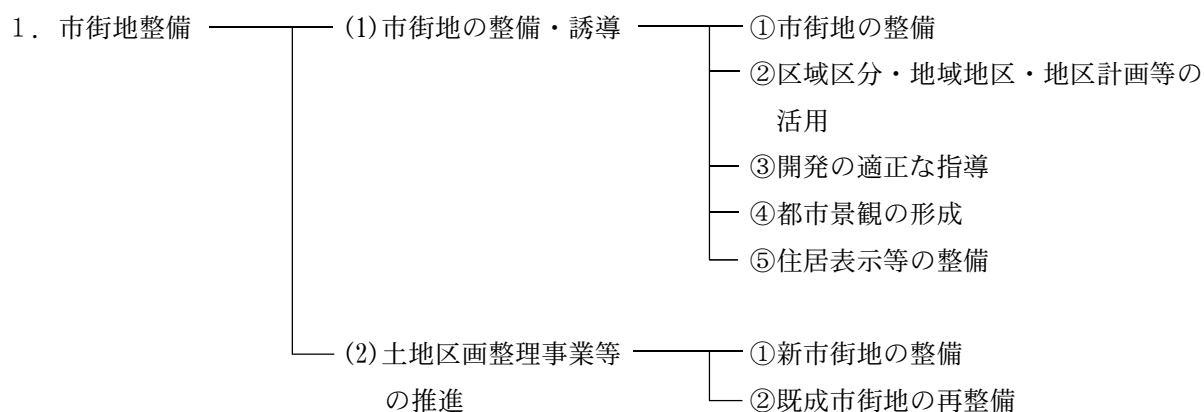 1．市街地整備
(1)市街地の整備・誘導
①市街地の整備
②区域区分・地域地区・地区計画等の
活用
③開発の適正な指導
④都市景観の形成
⑤住居表示等の整備
(2)土地区画整理事業等
の推進
①新市街地の整備
②既成市街地の再整備